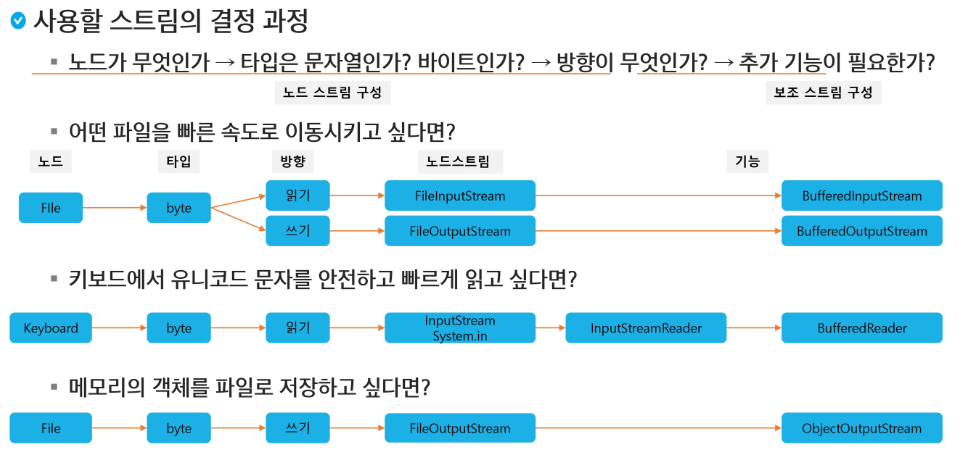 사용할 스트림의 결정 과정
노드가 무엇인가 → 타입은 문자열인가? 바이트인가? → 방향이 무엇인가? → 추가 기능이 필요한가?
노드 스트림 구성 보조 스트림 구성
어떤 파일을 빠른 속도로 이동시키고 싶다면?
노드 타입 방향 노드스트림 기능
읽기 FileInputStream BufferedInputStream
FIle byte
쓰기 FileOutputStream BufferedOutputStream
키보드에서 유니코드 문자를 안전하고 빠르게 읽고 싶다면?
Keyboard byte 읽기 InputStream
System.in InputStreamReader BufferedReader
메모리의 객체를 파일로 저장하고 싶다면?
File byte 쓰기 FileOutputStream ObjectOutputStream